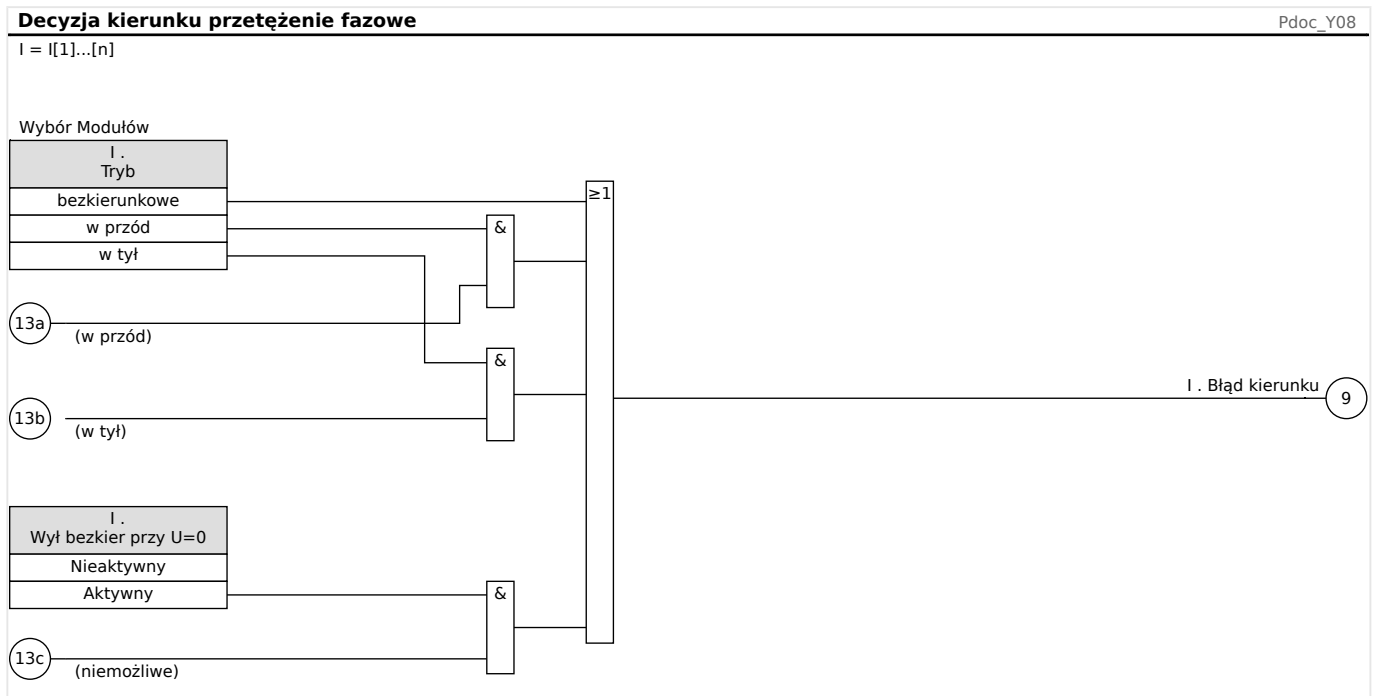 Decyzja kierunku przetężenie fazowe
Pdoc_Y08
I = I[1]...[n]
Wybór Modułów
I .
Tryb
bezkierunkowe
w przód
w tył
≥1
&
13a
(w przód)
&
13b
(w tył)
I . Błąd kierunku
9
I .
Wył bezkier przy U=0
Nieaktywny
Aktywny
&
13c
(niemożliwe)